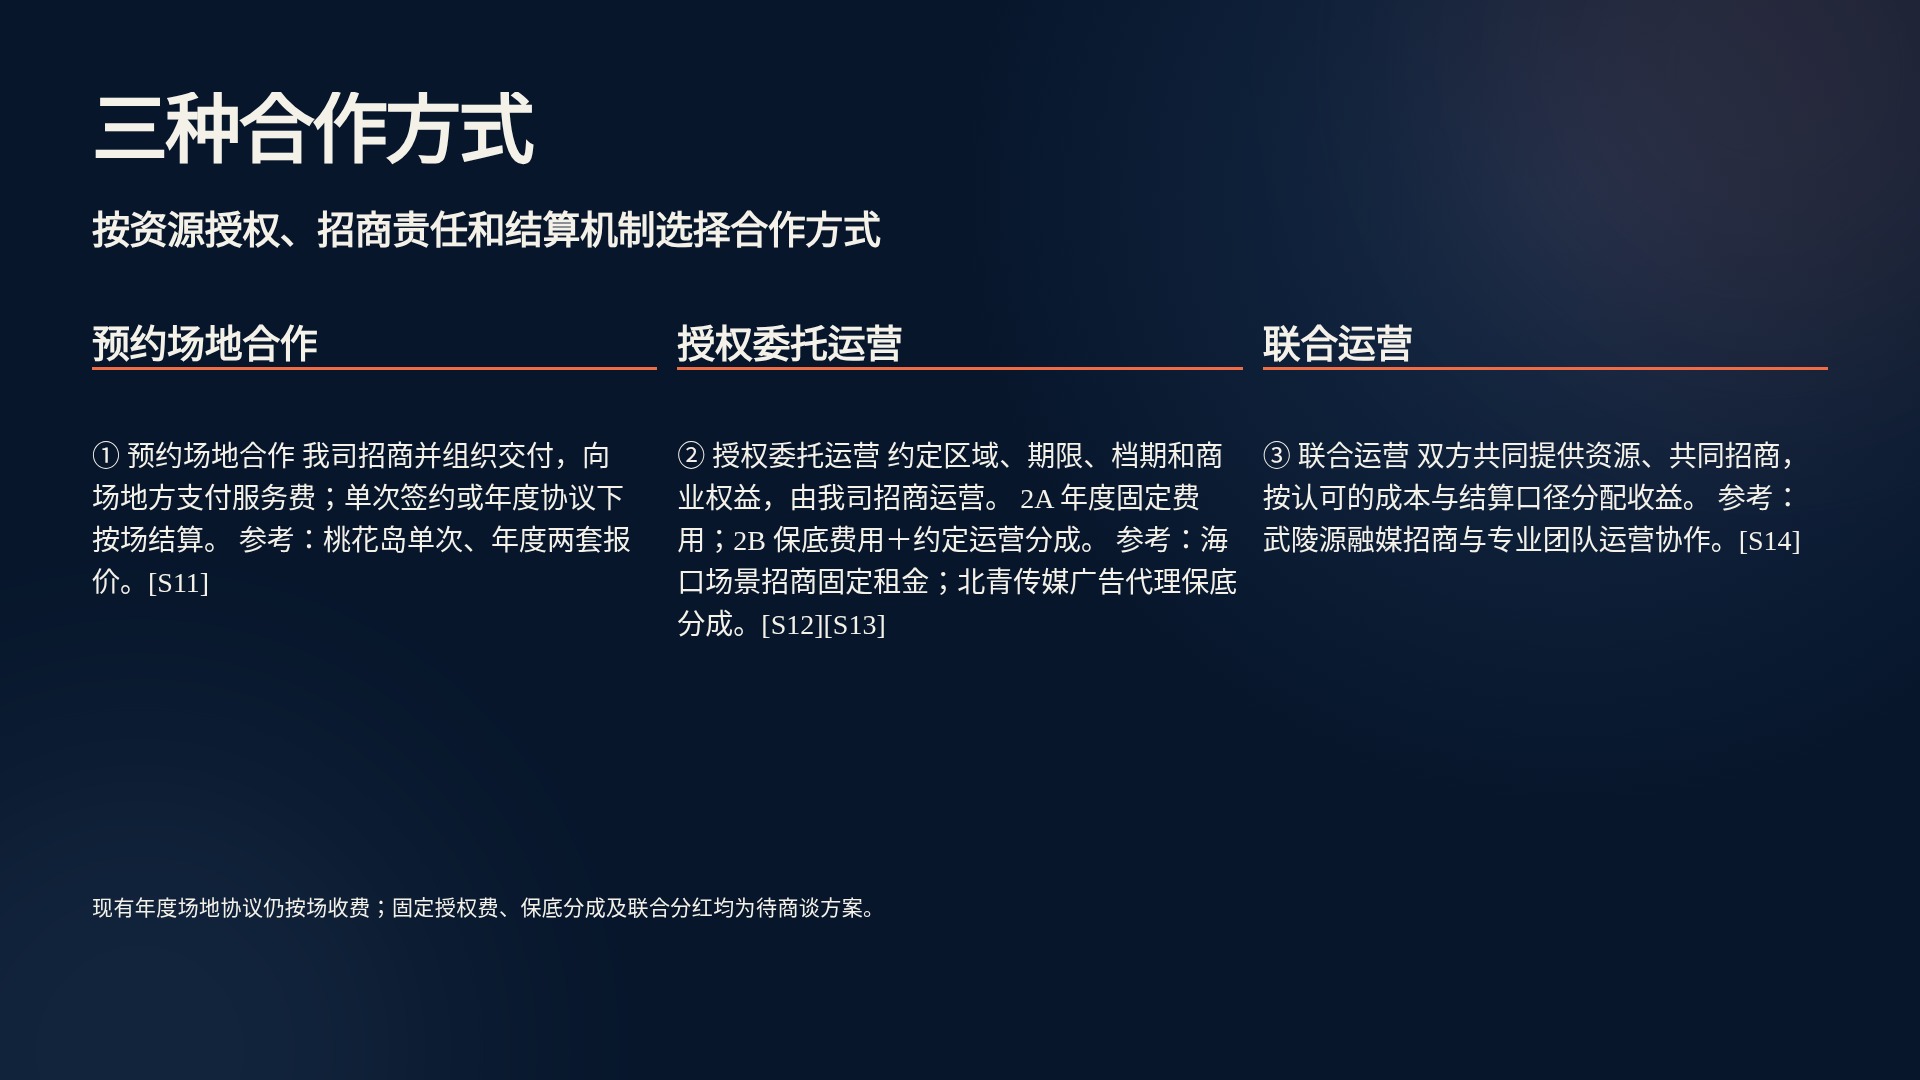 三种合作方式
按资源授权、招商责任和结算机制选择合作方式
预约场地合作
① 预约场地合作 我司招商并组织交付，向
场地方支付服务费；单次签约或年度协议下
按场结算。 参考：桃花岛单次、年度两套报
价。[S11]
授权委托运营
② 授权委托运营 约定区域、期限、档期和商
业权益，由我司招商运营。 2A 年度固定费
用；2B 保底费用＋约定运营分成。 参考：海
口场景招商固定租金；北青传媒广告代理保底
分成。[S12][S13]
联合运营
③ 联合运营 双方共同提供资源、共同招商，
按认可的成本与结算口径分配收益。 参考：
武陵源融媒招商与专业团队运营协作。[S14]
现有年度场地协议仍按场收费；固定授权费、保底分成及联合分红均为待商谈方案。